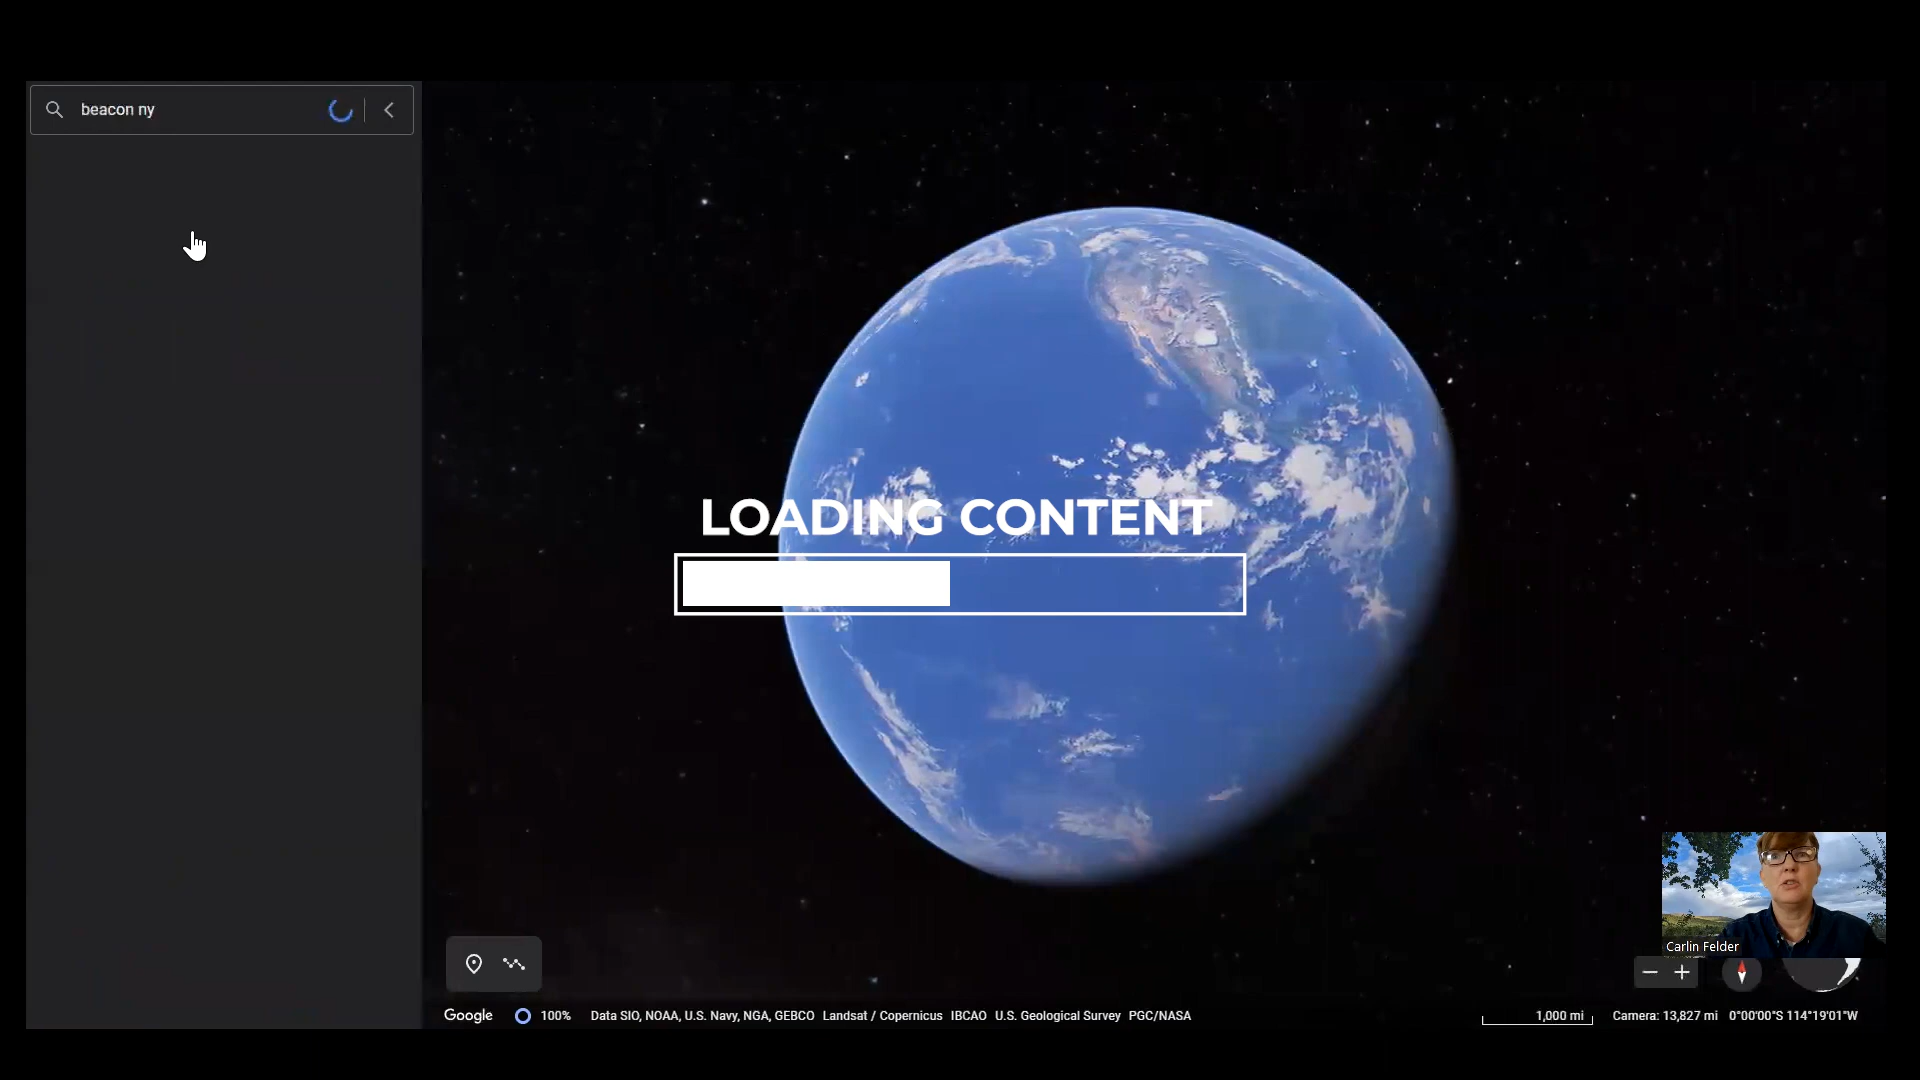 beacon ny
LOADING CONTENT
Carlin Felder
Google 100% Data SIO, NOAA, U.S. Navy, NGA, GEBCO Landsat / Copernicus IBCAO U.S. Geological Survey PGC/NASA 1,000 mi Camera: 13,827 mi 0°00'00"S 114°19'01"W